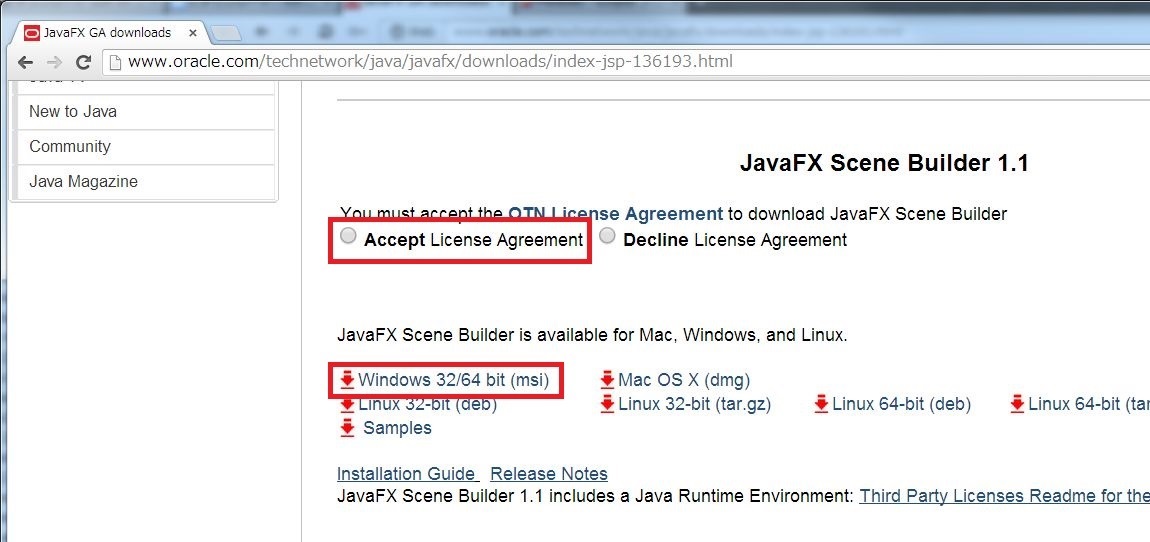 JavaFX GA downloads
www.oracle.com/technetwork/java/javafx/downloads/index-jsp-136193.html
New to Java
Community
Java Magazine
JavaFX Scene Builder 1.1
You must accept the OTN License Agreement to download JavaFX Scene Builder
Accept License Agreement Decline License Agreement
JavaFX Scene Builder is available for Mac, Windows, and Linux.
Windows 32/64 bit (msi) Mac OS X (dmg)
Linux 32-bit (deb) Linux 32-bit (tar.gz) Linux 64-bit (deb) Linux 64-bit (tar
Samples
Installation Guide Release Notes
JavaFX Scene Builder 1.1 includes a Java Runtime Environment: Third Party Licenses Readme for the